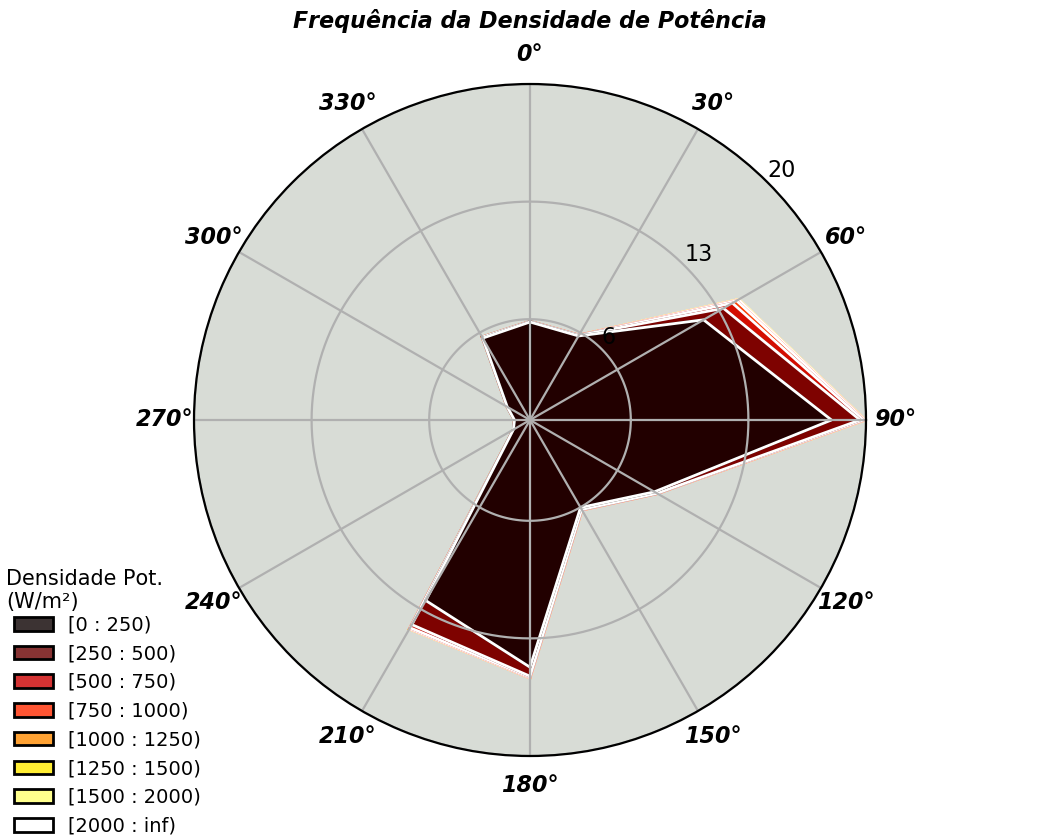 Frequência da Densidade de Potência
0°
330°
30°
20
300°
60°
13
6
270°
90°
240°
120°
210°
150°
180°
Densidade Pot.
(W/m²)
[0 : 250)
[250 : 500)
[500 : 750)
[750 : 1000)
[1000 : 1250)
[1250 : 1500)
[1500 : 2000)
[2000 : inf)